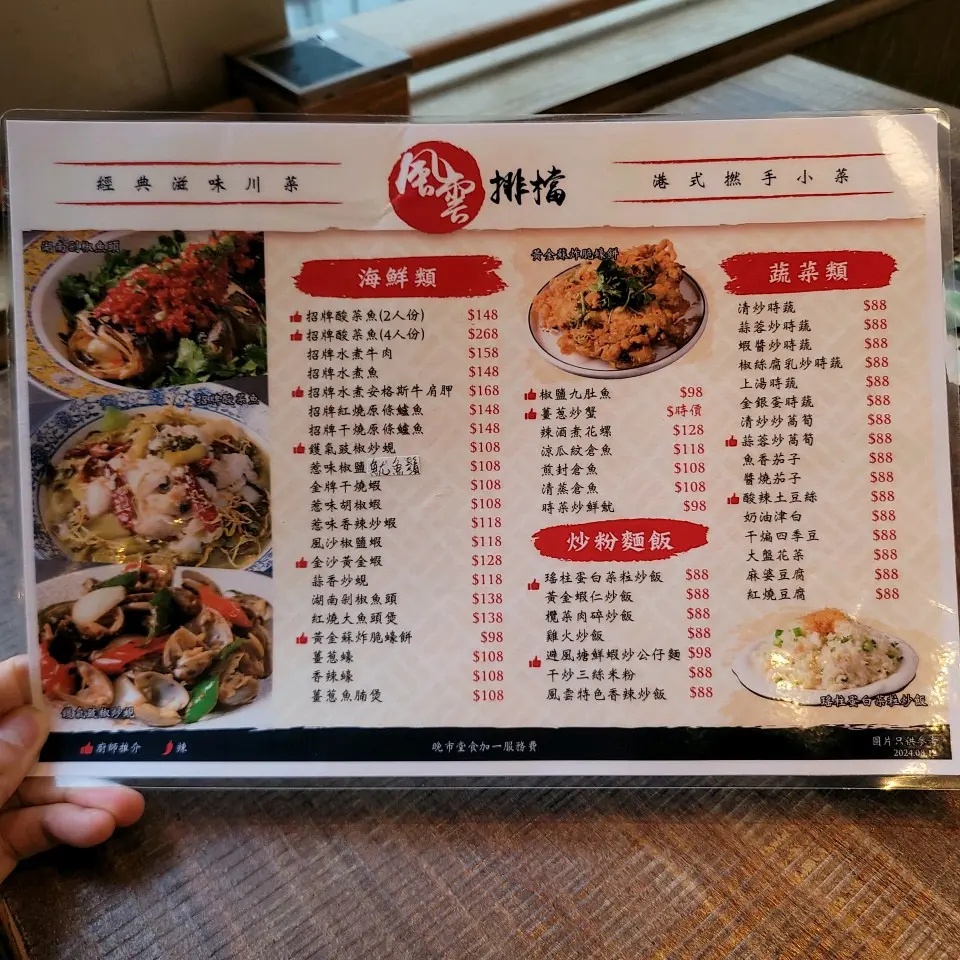 經典滋味川菜
風雲排檔
港式撚手小菜
湖南剁椒魚頭
招牌酸菜魚
鑊氣豉椒炒蜆
海鮮類
招牌酸菜魚(2人份) $148
招牌酸菜魚(4人份) $268
招牌水煮牛肉 $158
招牌水煮魚 $148
招牌水煮安格斯牛肩胛 $168
招牌紅燒原條鱸魚 $148
招牌干燒原條鱸魚 $148
鑊氣豉椒炒蜆 $108
惹味椒鹽魷魚鬚 $108
金牌干燒蝦 $108
惹味胡椒蝦 $108
惹味香辣炒蝦 $118
風沙椒鹽蝦 $118
金沙黃金蝦 $128
蒜香炒蜆 $118
湖南剁椒魚頭 $138
紅燒大魚頭煲 $138
黃金蘇炸脆蠔餅 $98
薑蔥蠔 $108
香辣蠔 $108
薑蔥魚腩煲 $108
黃金蘇炸脆蠔餅
椒鹽九肚魚 $98
薑蔥炒蟹 $時價
辣酒煮花螺 $128
涼瓜紋倉魚 $118
煎封倉魚 $108
清蒸倉魚 $108
時菜炒鮮魷 $98
炒粉麵飯
瑤柱蛋白菜粒炒飯 $88
黃金蝦仁炒飯 $88
欖菜肉碎炒飯 $88
雞火炒飯 $88
避風塘鮮蝦炒公仔麵 $98
干炒三絲米粉 $88
風雲特色香辣炒飯 $88
蔬菜類
清炒時蔬 $88
蒜蓉炒時蔬 $88
蝦醬炒時蔬 $88
椒絲腐乳炒時蔬 $88
上湯時蔬 $88
金銀蛋時蔬 $88
清炒炒萵筍 $88
蒜蓉炒萵筍 $88
魚香茄子 $88
醬燒茄子 $88
酸辣土豆絲 $88
奶油津白 $88
干煸四季豆 $88
大盤花菜 $88
麻婆豆腐 $88
紅燒豆腐 $88
瑤柱蛋白菜粒炒飯
廚師推介 辣
晚市堂食加一服務費
圖片只供參考
2024.08